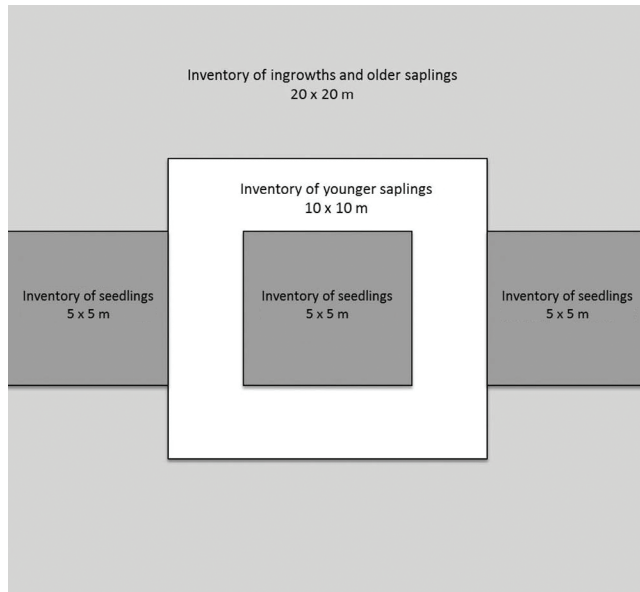 Inventory of ingrowths and older saplings
20 x 20 m
Inventory of younger saplings
10 x 10 m
Inventory of seedlings
5 x 5 m
Inventory of seedlings
5 x 5 m
Inventory of seedlings
5 x 5 m